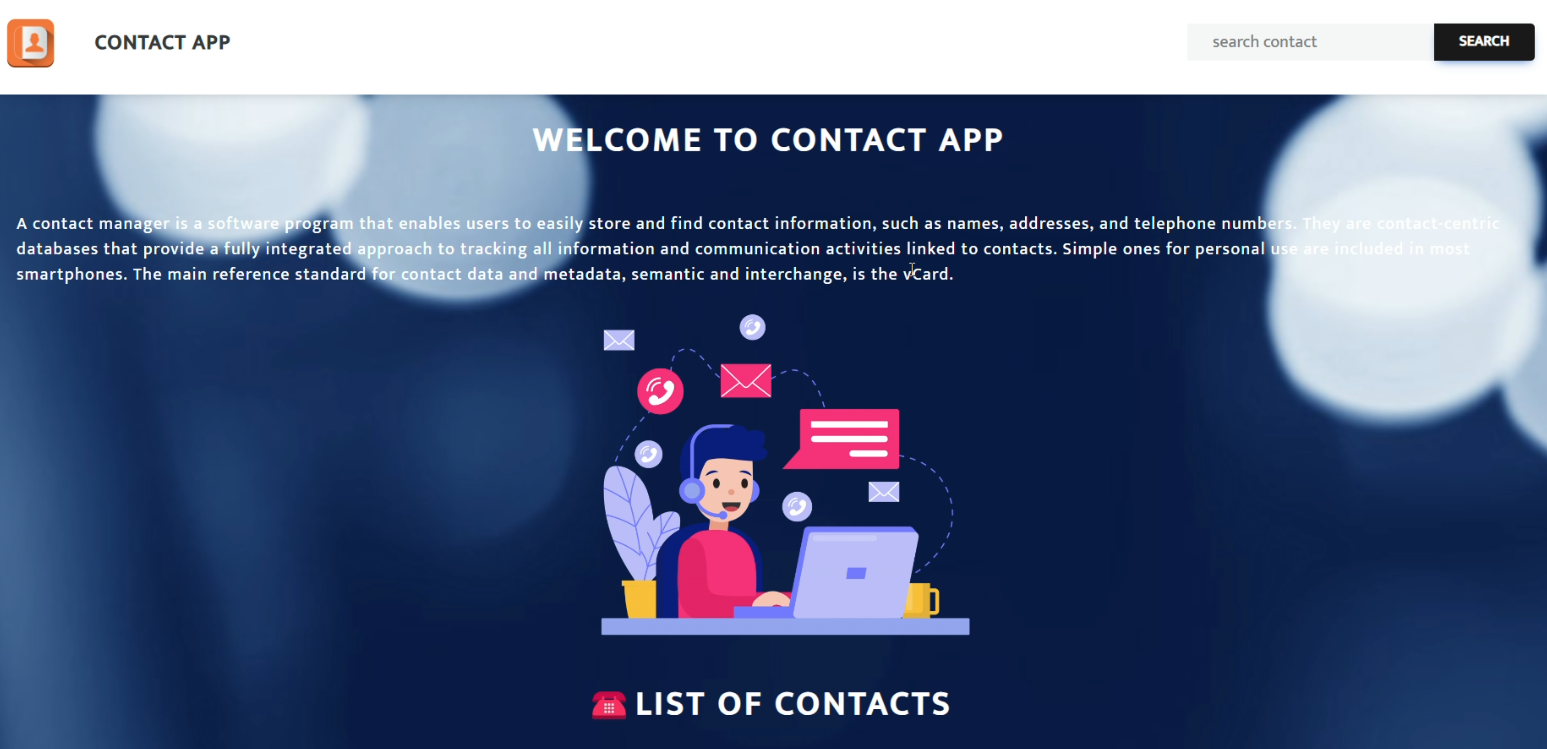 CONTACT APP
search contact
SEARCH
WELCOME TO CONTACT APP
A contact manager is a software program that enables users to easily store and find contact information, such as names, addresses, and telephone numbers. They are contact-centric
databases that provide a fully integrated approach to tracking all information and communication activities linked to contacts. Simple ones for personal use are included in most
smartphones. The main reference standard for contact data and metadata, semantic and interchange, is the vCard.
LIST OF CONTACTS